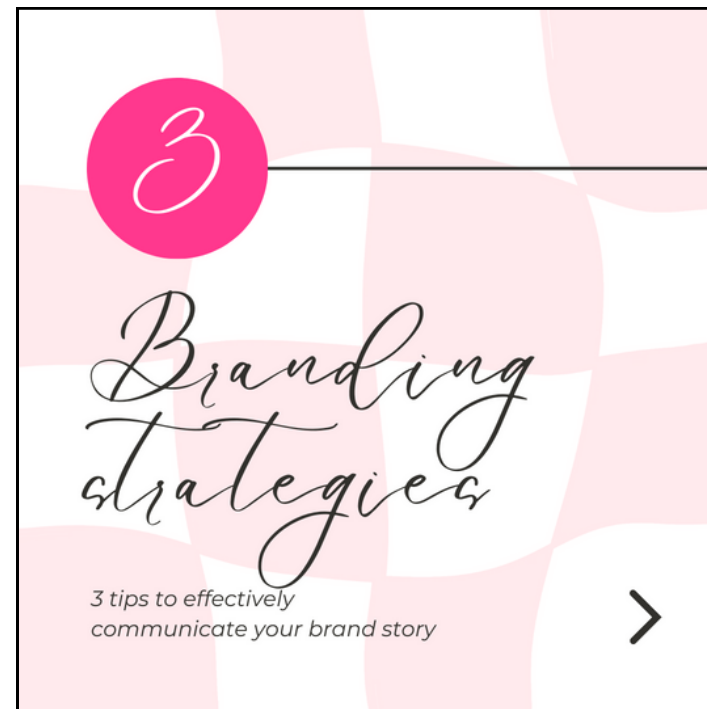 3
Branding
strategies
3 tips to effectively
communicate your brand story